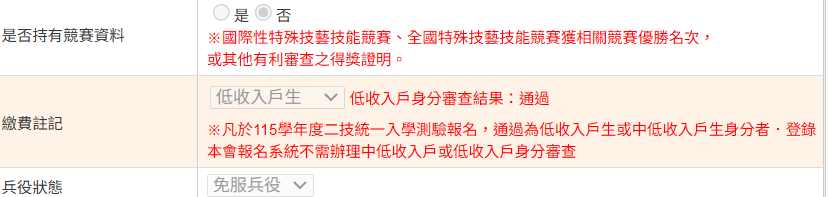 是否持有競賽資料
是 否
※國際性特殊技藝技能競賽、全國特殊技藝技能競賽獲相關競賽優勝名次，
或其他有利審查之得獎證明。
繳費註記
低收入戶生 低收入戶身分審查結果：通過
※凡於115學年度二技統一入學測驗報名，通過為低收入戶生或中低收入戶生身分者．登錄
本會報名系統不需辦理中低收入戶或低收入戶身分審查
兵役狀態
免服兵役